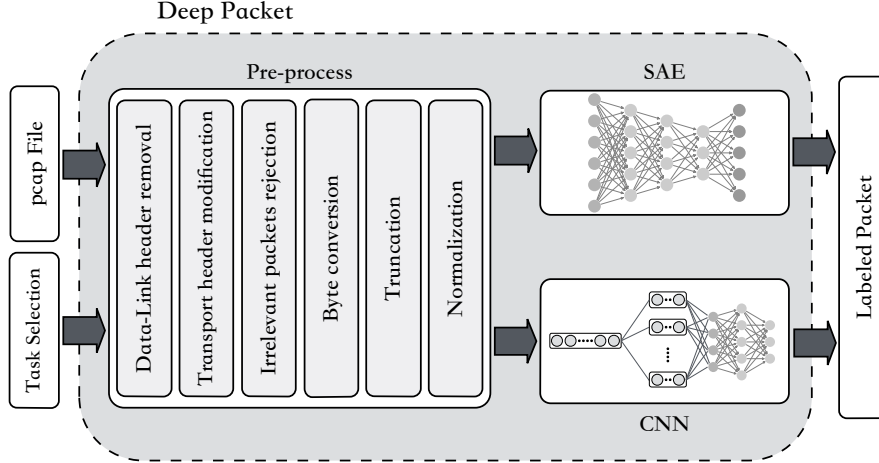 Deep Packet
pcap File
Task Selection
Pre-process
Data-Link header removal
Transport header modification
Irrelevant packets rejection
Byte conversion
Truncation
Normalization
SAE
CNN
Labeled Packet